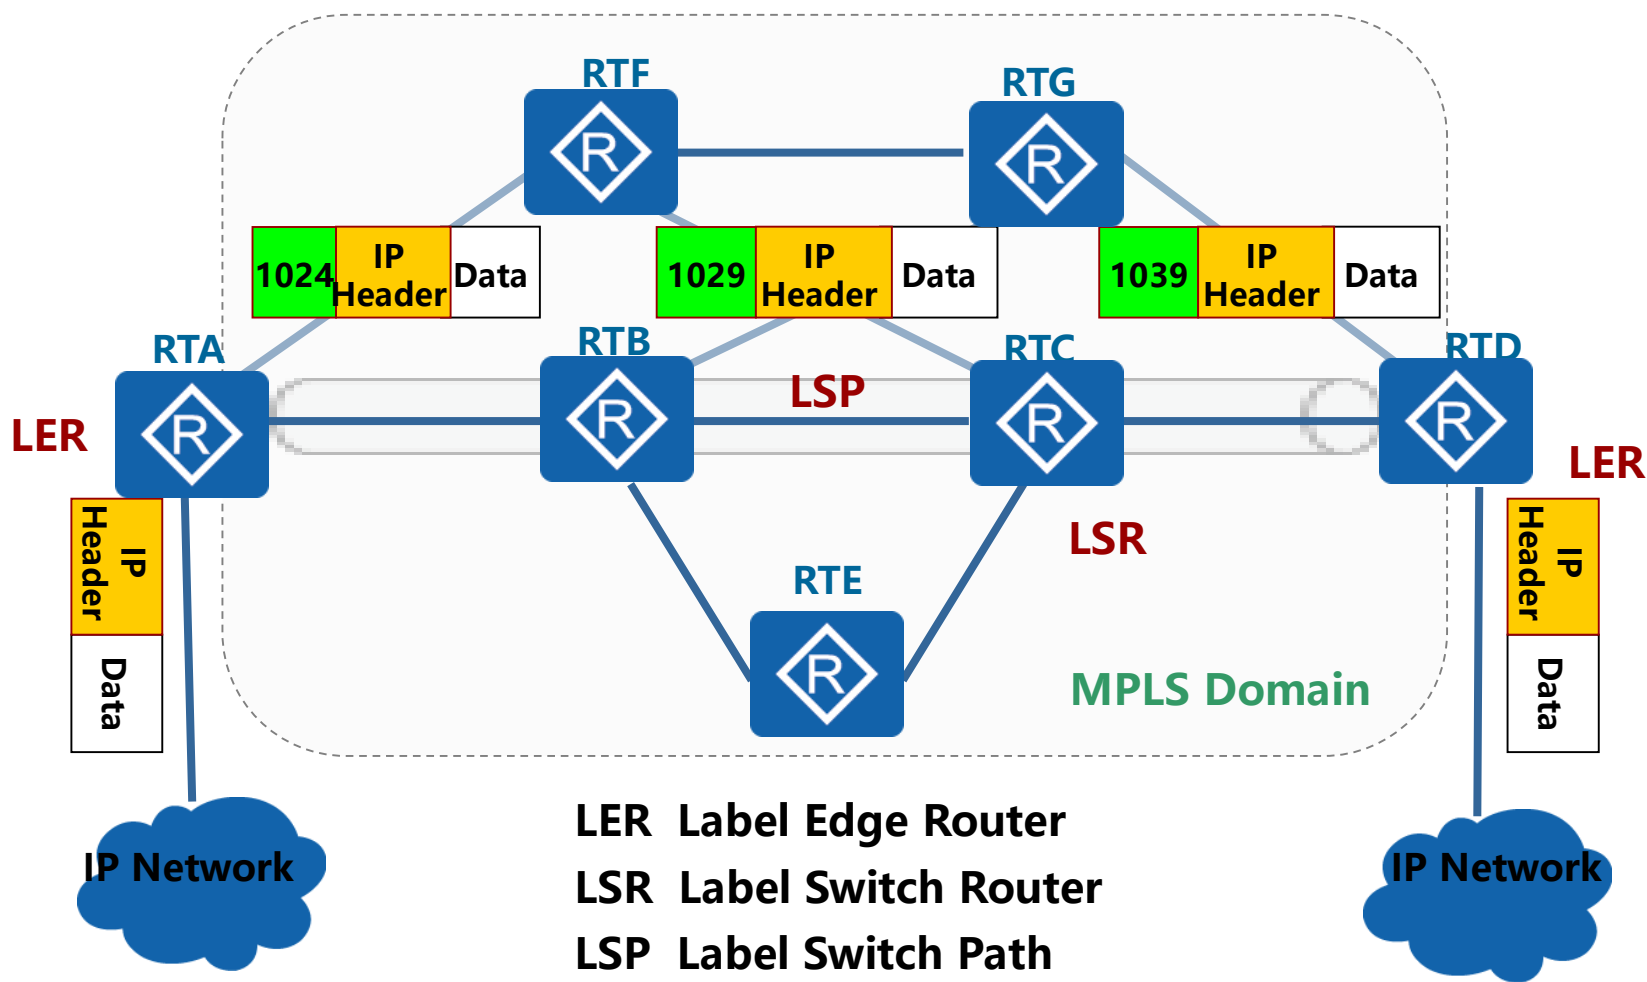 RTF
RTG
R
R
1024 IP Header Data
1029 IP Header Data
1039 IP Header Data
RTA
RTB
RTC
RTD
LSP
R
R
R
R
LER
LER
IP Header
Data
IP Header
Data
LSR
RTE
R
MPLS Domain
IP Network
IP Network
LER Label Edge Router
LSR Label Switch Router
LSP Label Switch Path